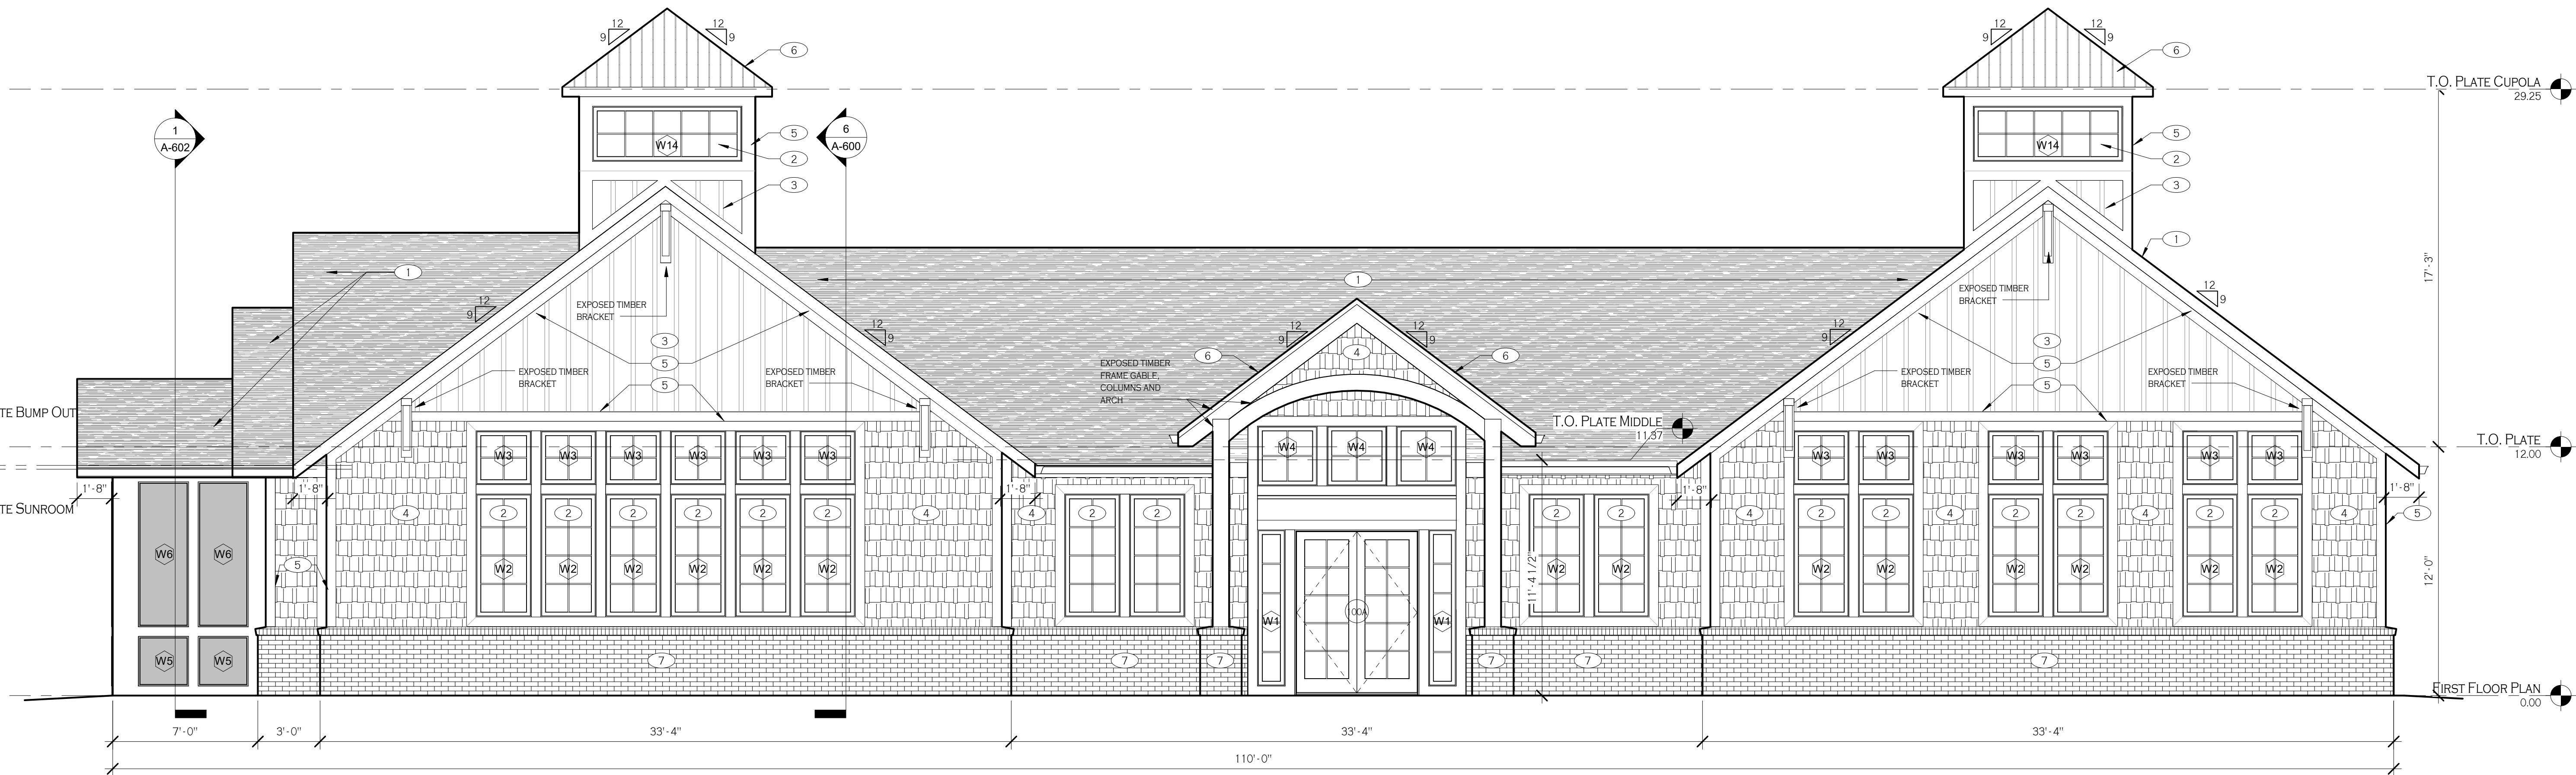 12
9
12
9
6
12
9
12
9
6
T.O. PLATE CUPOLA
29.25
1
A-602
6
A-600
W14
5
2
3
W14
5
2
3
1
1
1
17'-3"
EXPOSED TIMBER
BRACKET
EXPOSED TIMBER
BRACKET
12
9
12
9
12
9
12
9
12
9
12
9
3
5
5
3
5
5
EXPOSED TIMBER
BRACKET
EXPOSED TIMBER
BRACKET
6
4
6
EXPOSED TIMBER
FRAME GABLE,
COLUMNS AND
ARCH
EXPOSED TIMBER
BRACKET
EXPOSED TIMBER
BRACKET
TE BUMP OUT
T.O. PLATE MIDDLE
11.37
T.O. PLATE
12.00
W3 W3 W3 W3 W3 W3
W4 W4 W4
W3 W3 W3 W3 W3 W3
1'-8"
1'-8"
1'-8"
1'-8"
1'-8"
TE SUNROOM
4 2 2 2 2 2 2 4 4 2 2
2 2 4 2 2 4 2 2 4 2 2 4 5
W6 W6
5
W2 W2 W2 W2 W2 W2
W2 W2 W2 W2 W2 W2 W2 W2
11'-4 1/2"
12'-0"
100A
W1 W1
W5 W5
7 7 7 7 7 7
FIRST FLOOR PLAN
0.00
7'-0"
3'-0"
33'-4"
33'-4"
33'-4"
110'-0"